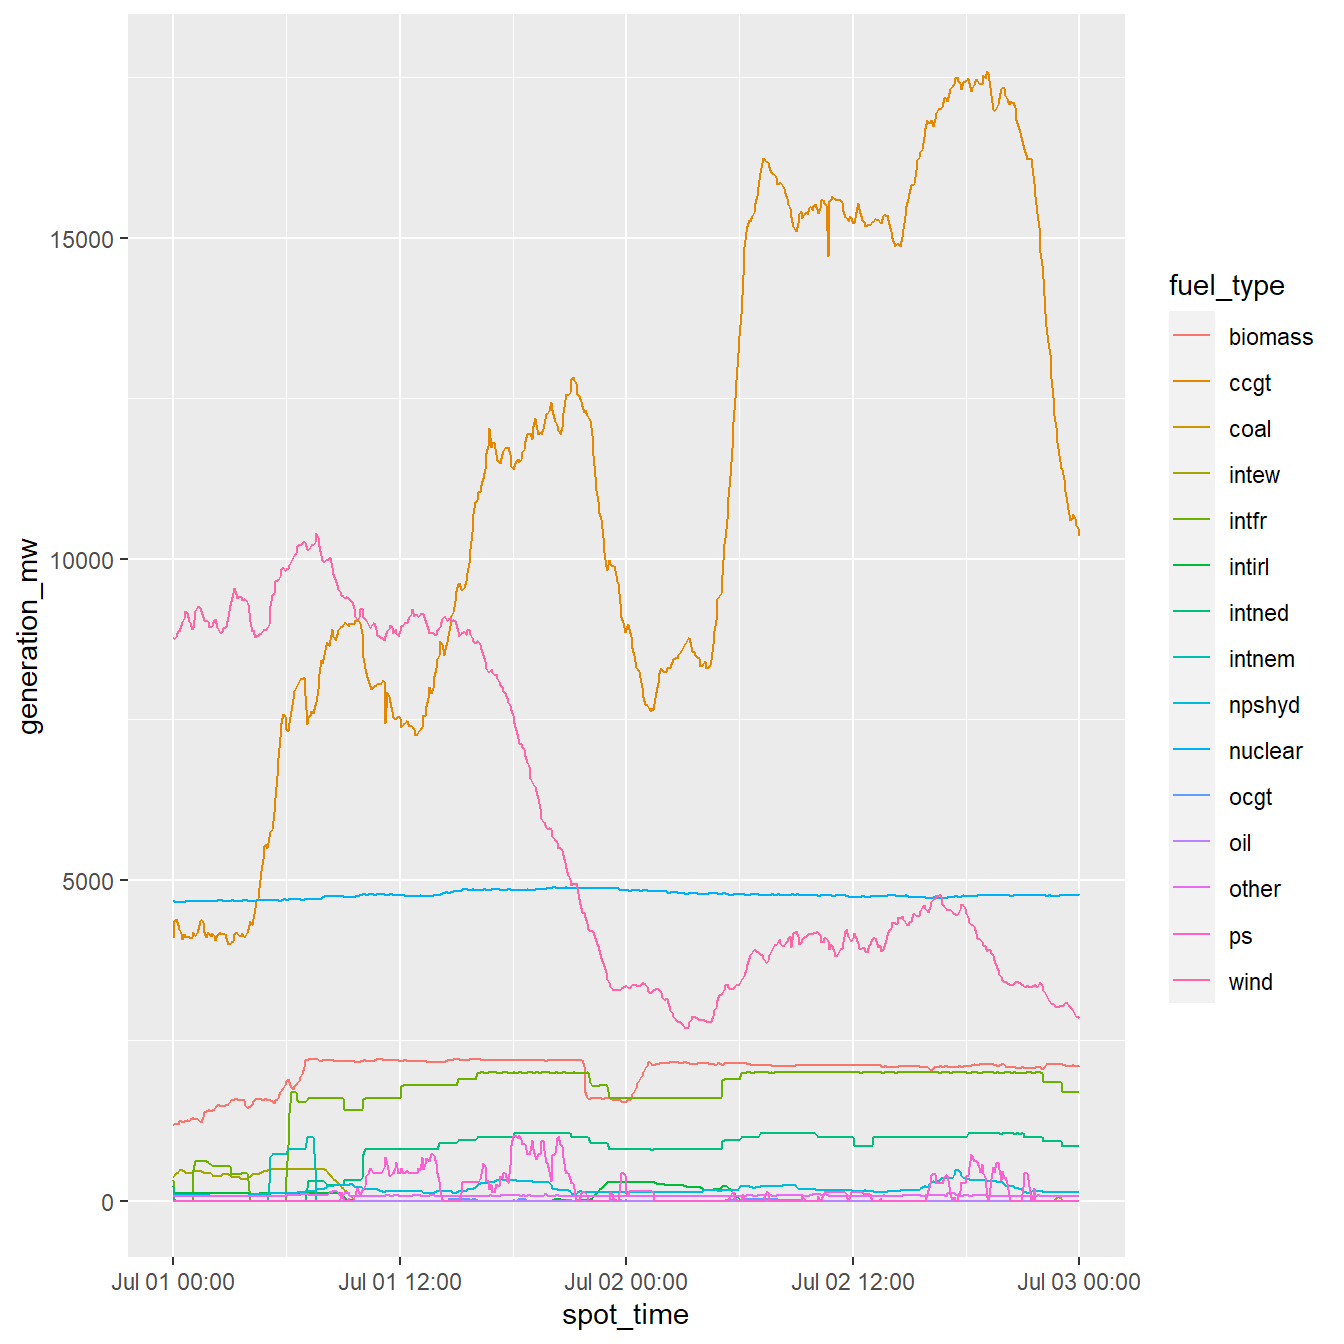 generation_mw
15000
10000
5000
0
Jul 01 00:00
Jul 01 12:00
Jul 02 00:00
Jul 02 12:00
Jul 03 00:00
spot_time
fuel_type
biomass
ccgt
coal
intew
intfr
intirl
intned
intnem
npshyd
nuclear
ocgt
oil
other
ps
wind